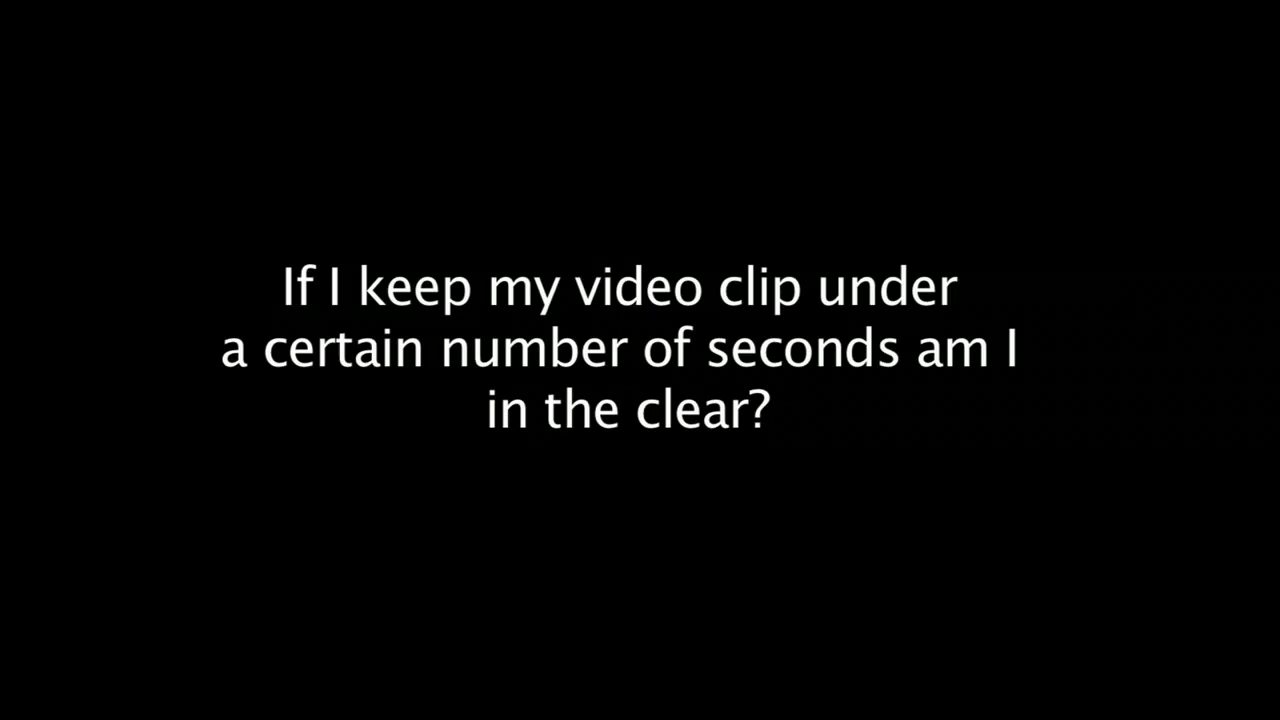 If I keep my video clip under
a certain number of seconds am I
in the clear?